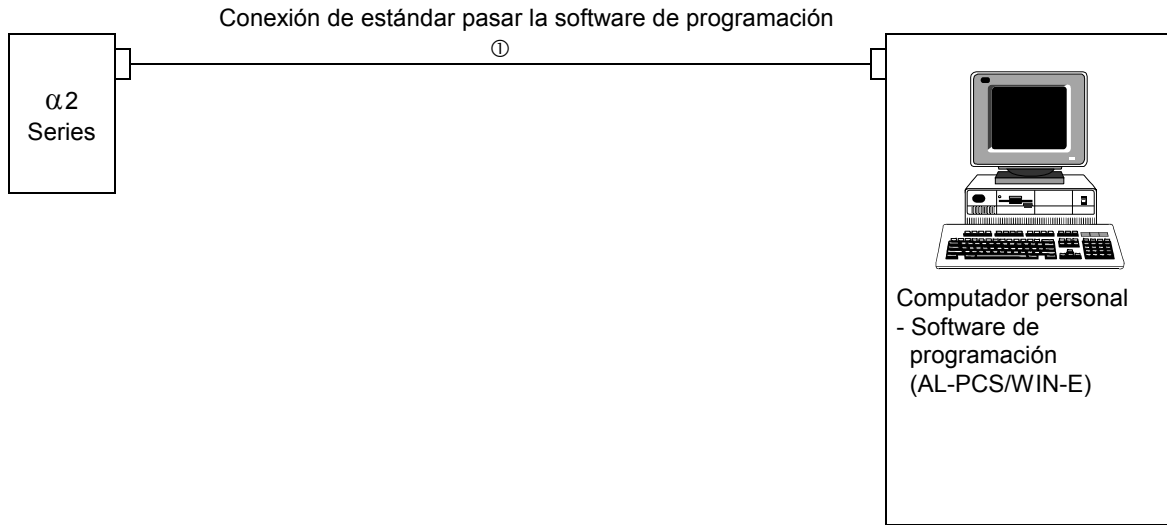 Conexión de estándar pasar la software de programación
①
α2
Series
Computador personal
- Software de
programación
(AL-PCS/WIN-E)